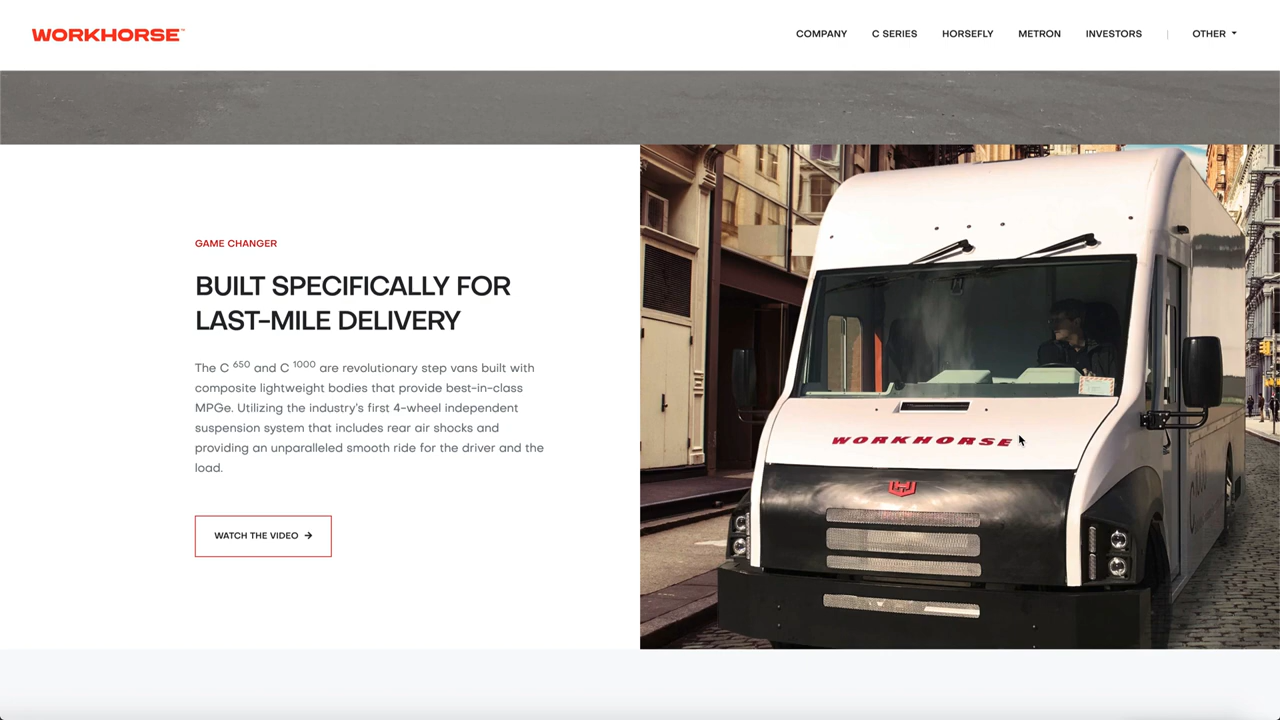 WORKHORSE™
COMPANY
C SERIES
HORSEFLY
METRON
INVESTORS
OTHER
GAME CHANGER
BUILT SPECIFICALLY FOR
LAST-MILE DELIVERY
The C 650 and C 1000 are revolutionary step vans built with
composite lightweight bodies that provide best-in-class
MPGe. Utilizing the industry's first 4-wheel independent
suspension system that includes rear air shocks and
providing an unparalleled smooth ride for the driver and the
load.
WATCH THE VIDEO →
WORKHORSE